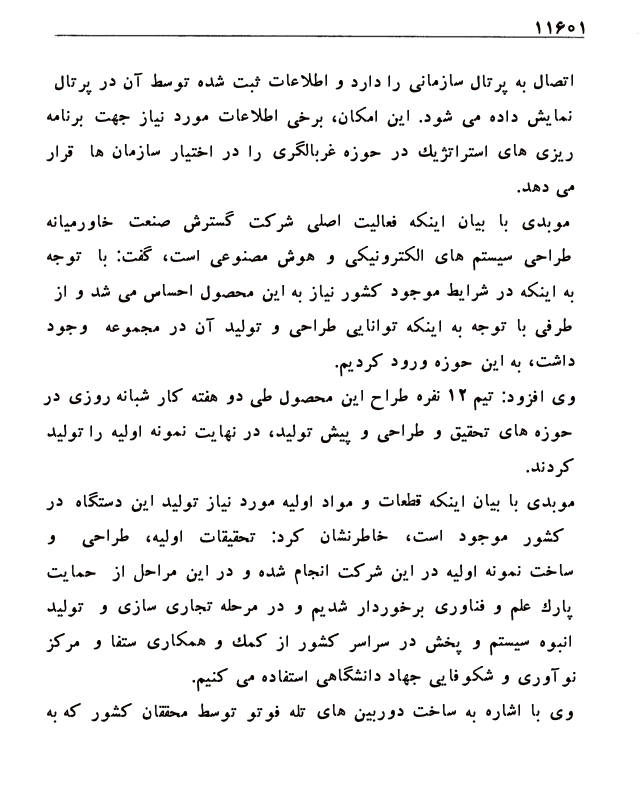 ۱۱۶۰۱
اتصال به پرتال سازمانی را دارد و اطلاعات ثبت شده توسط آن در پرتال
نمایش داده می شود. این امکان، برخی اطلاعات مورد نیاز جهت برنامه
ریزی های استراتژیك در حوزه غربالگری را در اختیار سازمان ها قرار
می دهد.
موبدی با بیان اینکه فعالیت اصلی شرکت گسترش صنعت خاورمیانه
طراحی سیستم های الکترونیکی و هوش مصنوعی است، گفت: با توجه
به اینکه در شرایط موجود کشور نیاز به این محصول احساس می شد و از
طرفی با توجه به اینکه توانایی طراحی و تولید آن در مجموعه وجود
داشت، به این حوزه ورود کردیم.
وی افزود: تیم ۱۲ نفره طراح این محصول طی دو هفته کار شبانه روزی در
حوزه های تحقیق و طراحی و پیش تولید، در نهایت نمونه اولیه را تولید
کردند.
موبدی با بیان اینکه قطعات و مواد اولیه مورد نیاز تولید این دستگاه در
کشور موجود است، خاطرنشان کرد: تحقیقات اولیه، طراحی و
ساخت نمونه اولیه در این شرکت انجام شده و در این مراحل از حمایت
پارك علم و فناوری برخوردار شدیم و در مرحله تجاری سازی و تولید
انبوه سیستم و پخش در سراسر کشور از کمك و همکاری ستفا و مرکز
نوآوری و شکوفایی جهاد دانشگاهی استفاده می کنیم.
وی با اشاره به ساخت دوربین های تله فوتو توسط محققان کشور که به